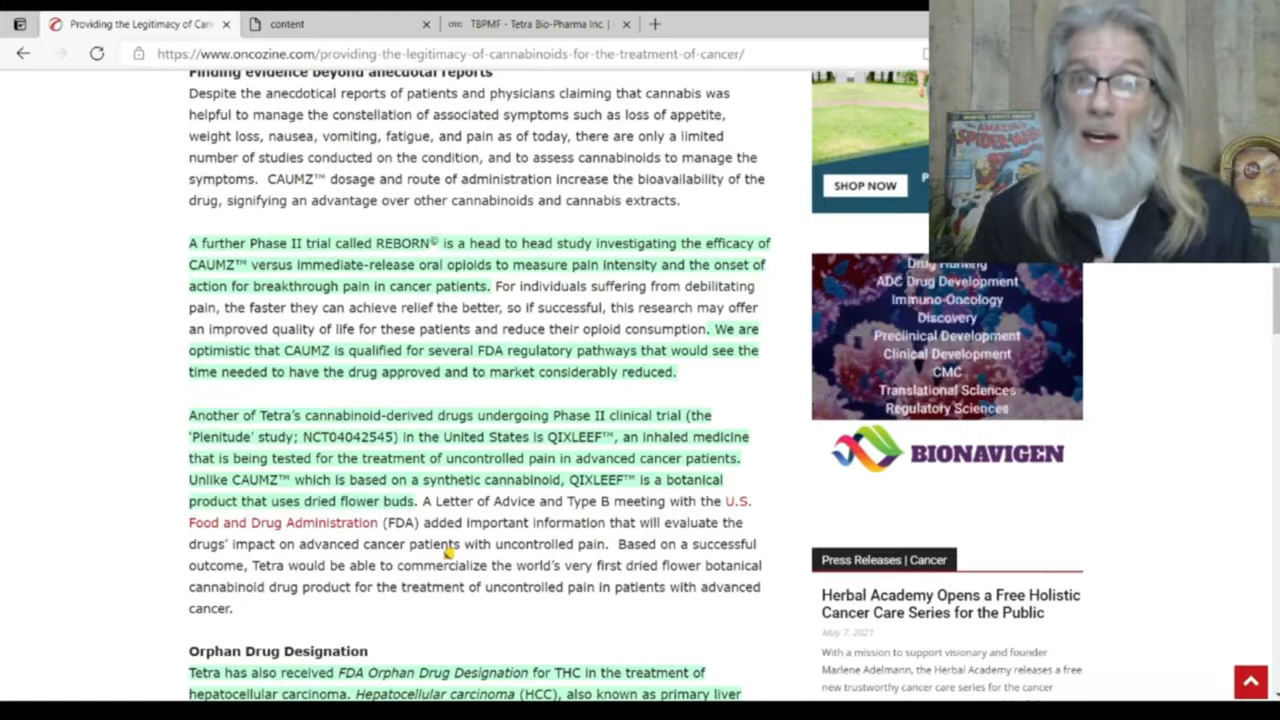 Providing the Legitimacy of Can
content
TBPMF - Tetra Bio-Pharma Inc. |
https://www.oncozine.com/providing-the-legitimacy-of-cannabinoids-for-the-treatment-of-cancer/
Finding evidence beyond anecdotal reports
Despite the anecdotical reports of patients and physicians claiming that cannabis was
helpful to manage the constellation of associated symptoms such as loss of appetite,
weight loss, nausea, vomiting, fatigue, and pain as of today, there are only a limited
number of studies conducted on the condition, and to assess cannabinoids to manage the
symptoms. CAUMZ™ dosage and route of administration increase the bioavailability of the
drug, signifying an advantage over other cannabinoids and cannabis extracts.
A further Phase II trial called REBORN© is a head to head study investigating the efficacy of
CAUMZ™ versus immediate-release oral opioids to measure pain intensity and the onset of
action for breakthrough pain in cancer patients. For individuals suffering from debilitating
pain, the faster they can achieve relief the better, so if successful, this research may offer
an improved quality of life for these patients and reduce their opioid consumption. We are
optimistic that CAUMZ is qualified for several FDA regulatory pathways that would see the
time needed to have the drug approved and to market considerably reduced.
Another of Tetra's cannabinoid-derived drugs undergoing Phase II clinical trial (the
'Plenitude' study; NCT04042545) in the United States is QIXLEEF™, an inhaled medicine
that is being tested for the treatment of uncontrolled pain in advanced cancer patients.
Unlike CAUMZ™ which is based on a synthetic cannabinoid, QIXLEEF™ is a botanical
product that uses dried flower buds. A Letter of Advice and Type B meeting with the U.S.
Food and Drug Administration (FDA) added important information that will evaluate the
drugs' impact on advanced cancer patients with uncontrolled pain. Based on a successful
outcome, Tetra would be able to commercialize the world's very first dried flower botanical
cannabinoid drug product for the treatment of uncontrolled pain in patients with advanced
cancer.
Orphan Drug Designation
Tetra has also received FDA Orphan Drug Designation for THC in the treatment of
hepatocellular carcinoma. Hepatocellular carcinoma (HCC), also known as primary liver
SHOP NOW
P
Drug Hunting
ADC Drug Development
Immuno-Oncology
Discovery
Preclinical Development
Clinical Development
CMC
Translational Sciences
Regulatory Sciences
BIONAVIGEN
Press Releases | Cancer
Herbal Academy Opens a Free Holistic
Cancer Care Series for the Public
May 7, 2021
With a mission to support visionary and founder
Marlene Adelmann, the Herbal Academy releases a free
new trustworthy cancer care series for the cancer
SPIDER-MAN